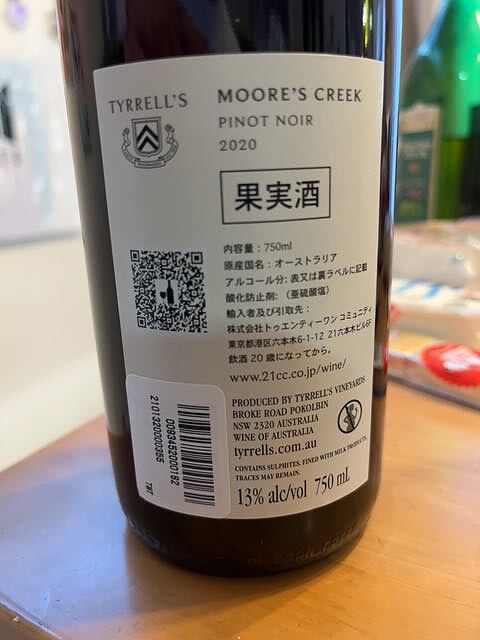 TYRRELL'S
MOORE'S CREEK
PINOT NOIR
2020
果実酒
内容量：750ml
原産国名：オーストラリア
アルコール分: 表又は裏ラベルに記載
酸化防止剤: （亜硫酸塩）
輸入者及び引取先：
株式会社トゥエンティーワン コミュニティ
東京都港区六本木6-1-12 21六本木ビル6F
飲酒 20 歳になってから。
www.21cc.co.jp/wine/
PRODUCED BY TYRRELL'S VINEYARDS
BROKE ROAD POKOLBIN
NSW 2320 AUSTRALIA
WINE OF AUSTRALIA
tyrrells.com.au
CONTAINS SULPHITES. FINED WITH MILK PRODUCTS.
TRACES MAY REMAIN.
13% alc/vol 750 mL
0093452000182
2101320000355
TWT